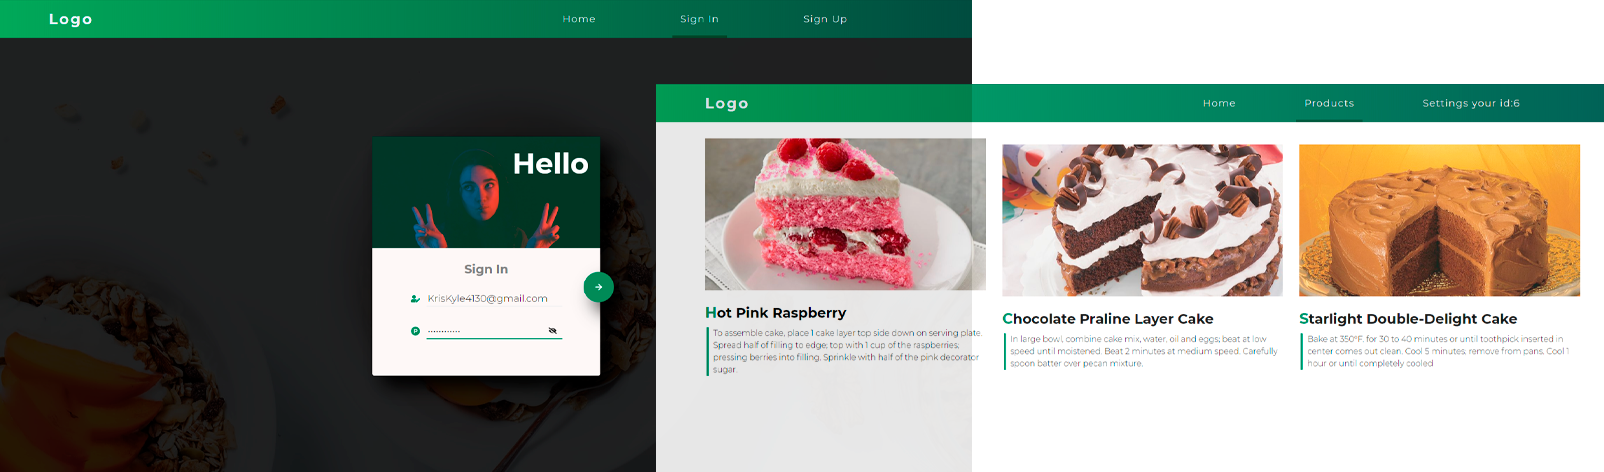 Logo
Home
Sign In
Sign Up
Hello
Sign In
KrisKyle4130@gmail.com
P
............
Logo
Home
Products
Settings your id:6
Hot Pink Raspberry
To assemble cake, place 1 cake layer top side down on serving plate.
Spread half of filling to edge; top with 1 cup of the raspberries,
pressing berries into filling. Sprinkle with half of the pink decorator
sugar.
Chocolate Praline Layer Cake
In large bowl, combine cake mix, water, oil and eggs; beat at low
speed until moistened. Beat 2 minutes at medium speed. Carefully
spoon batter over pecan mixture.
Starlight Double-Delight Cake
Bake at 350°F. for 30 to 40 minutes or until toothpick inserted in
center comes out clean. Cool 5 minutes; remove from pans. Cool 1
hour or until completely cooled